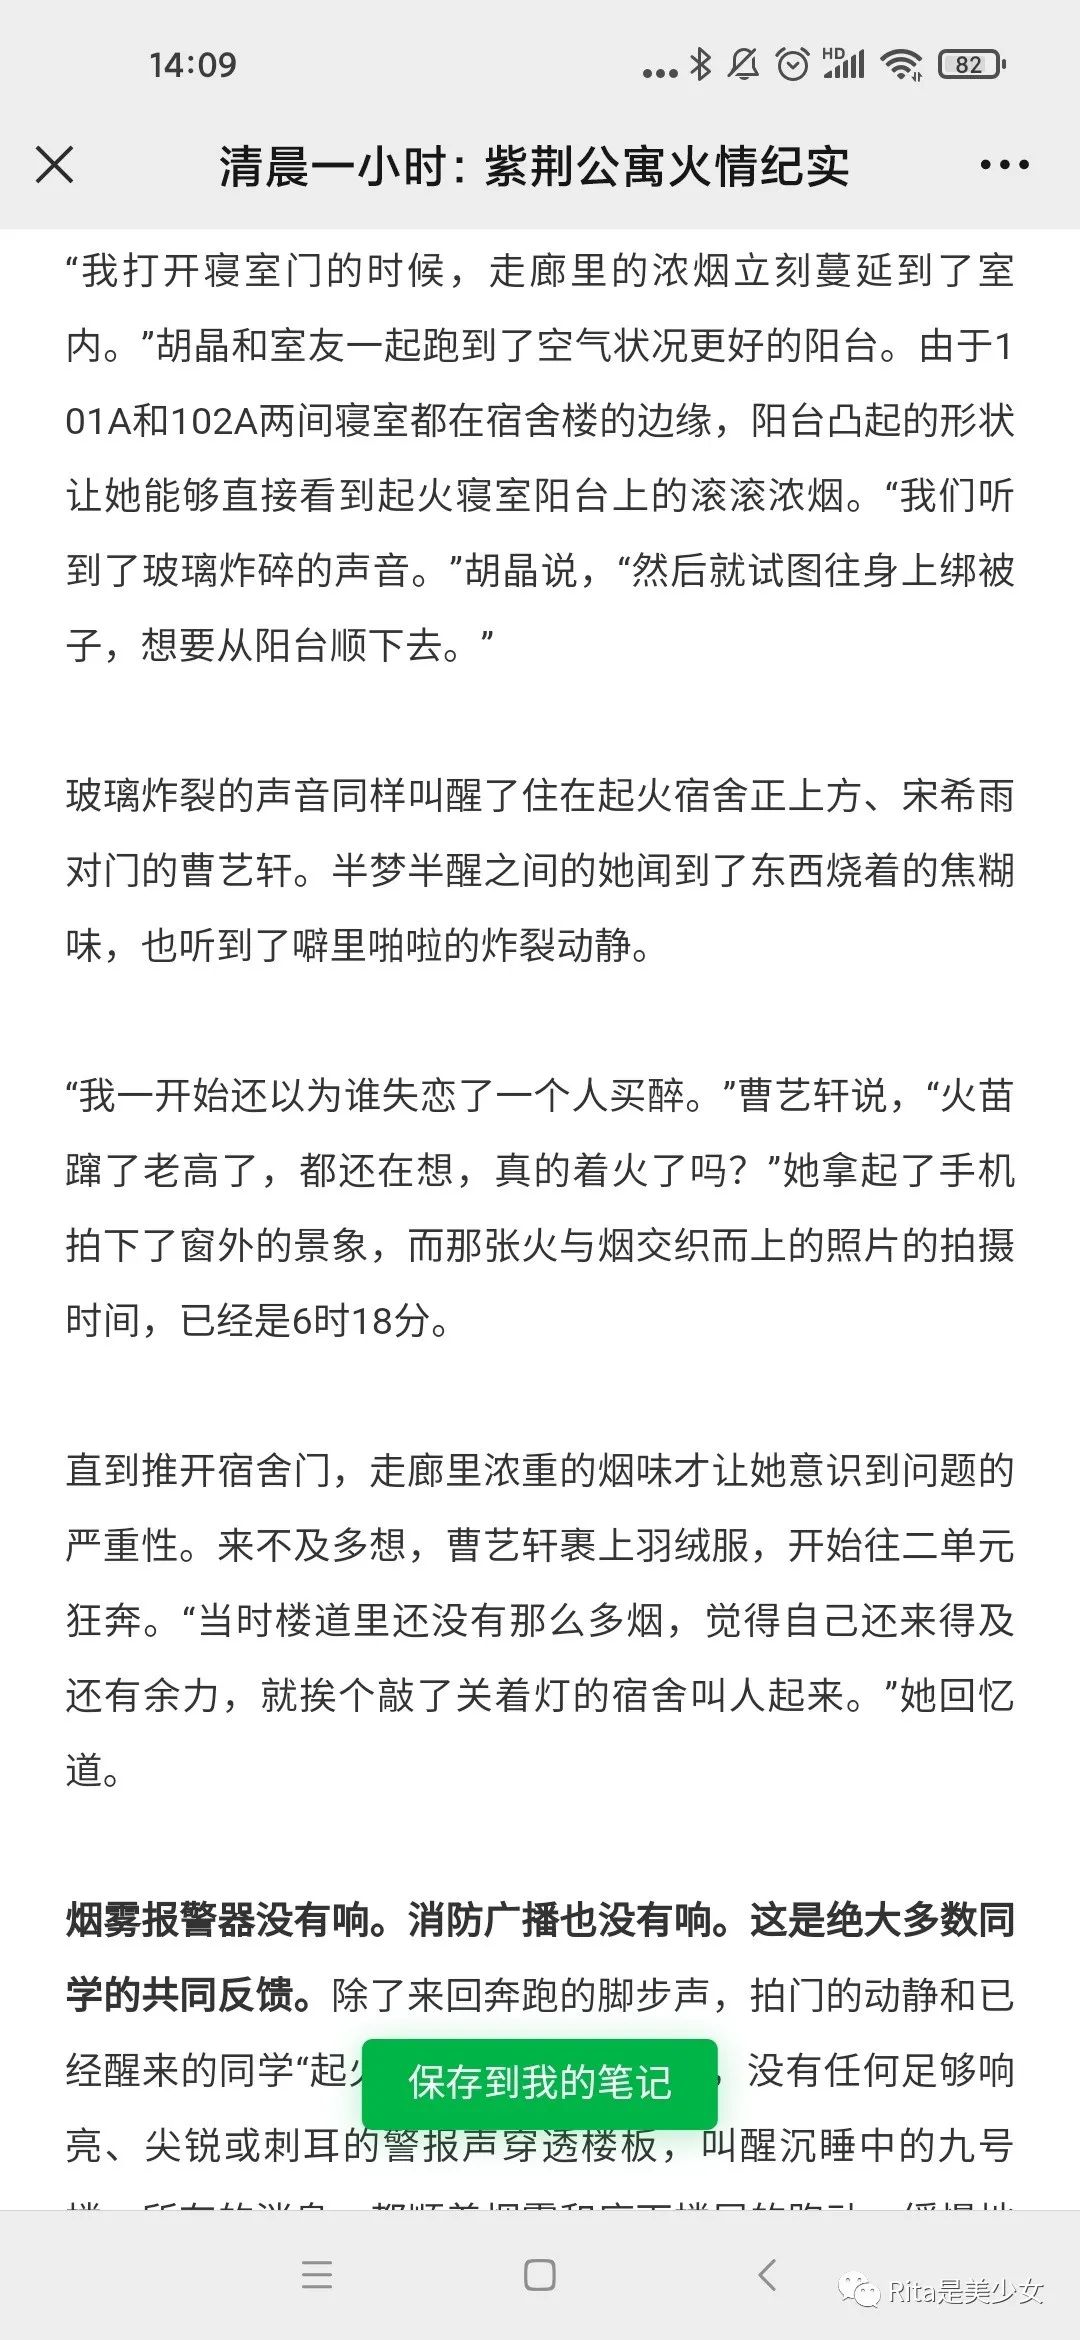 14:09
HD
82
清晨一小时：紫荆公寓火情纪实
“我打开寝室门的时候，走廊里的浓烟立刻蔓延到了室
内。”胡晶和室友一起跑到了空气状况更好的阳台。由于1
01A和102A两间寝室都在宿舍楼的边缘，阳台凸起的形状
让她能够直接看到起火寝室阳台上的滚滚浓烟。“我们听
到了玻璃炸碎的声音。”胡晶说，“然后就试图往身上绑被
子，想要从阳台顺下去。”
玻璃炸裂的声音同样叫醒了住在起火宿舍正上方、宋希雨
对门的曹艺轩。半梦半醒之间的她闻到了东西烧着的焦糊
味，也听到了噼里啪啦的炸裂动静。
“我一开始还以为谁失恋了一个人买醉。”曹艺轩说，“火苗
蹿了老高了，都还在想，真的着火了吗？”她拿起了手机
拍下了窗外的景象，而那张火与烟交织而上的照片的拍摄
时间，已经是6时18分。
直到推开宿舍门，走廊里浓重的烟味才让她意识到问题的
严重性。来不及多想，曹艺轩裹上羽绒服，开始往二单元
狂奔。“当时楼道里还没有那么多烟，觉得自己还来得及
还有余力，就挨个敲了关着灯的宿舍叫人起来。”她回忆
道。
烟雾报警器没有响。消防广播也没有响。这是绝大多数同
学的共同反馈。除了来回奔跑的脚步声，拍门的动静和已
经醒来的同学“起 ，没有任何足够响
保存到我的笔记
亮、尖锐或刺耳的警报声穿透楼板，叫醒沉睡中的九号
Rita是美少女